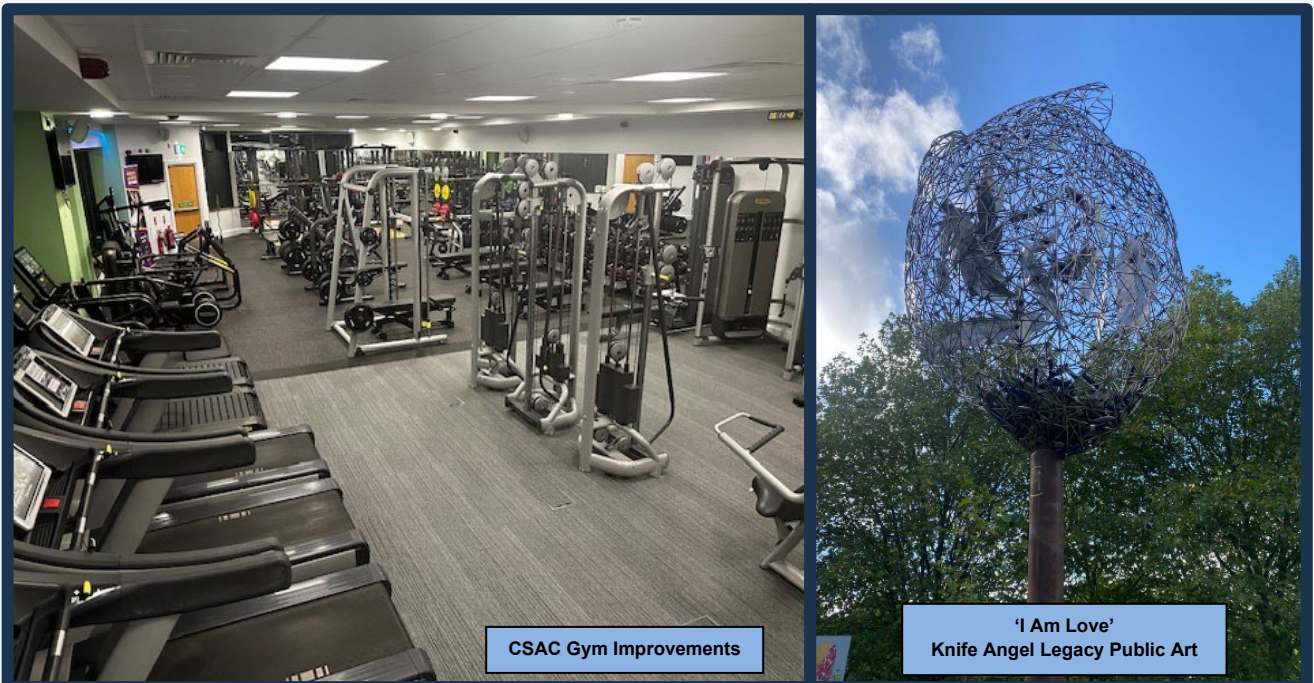 CSAC Gym Improvements
‘I Am Love’
Knife Angel Legacy Public Art